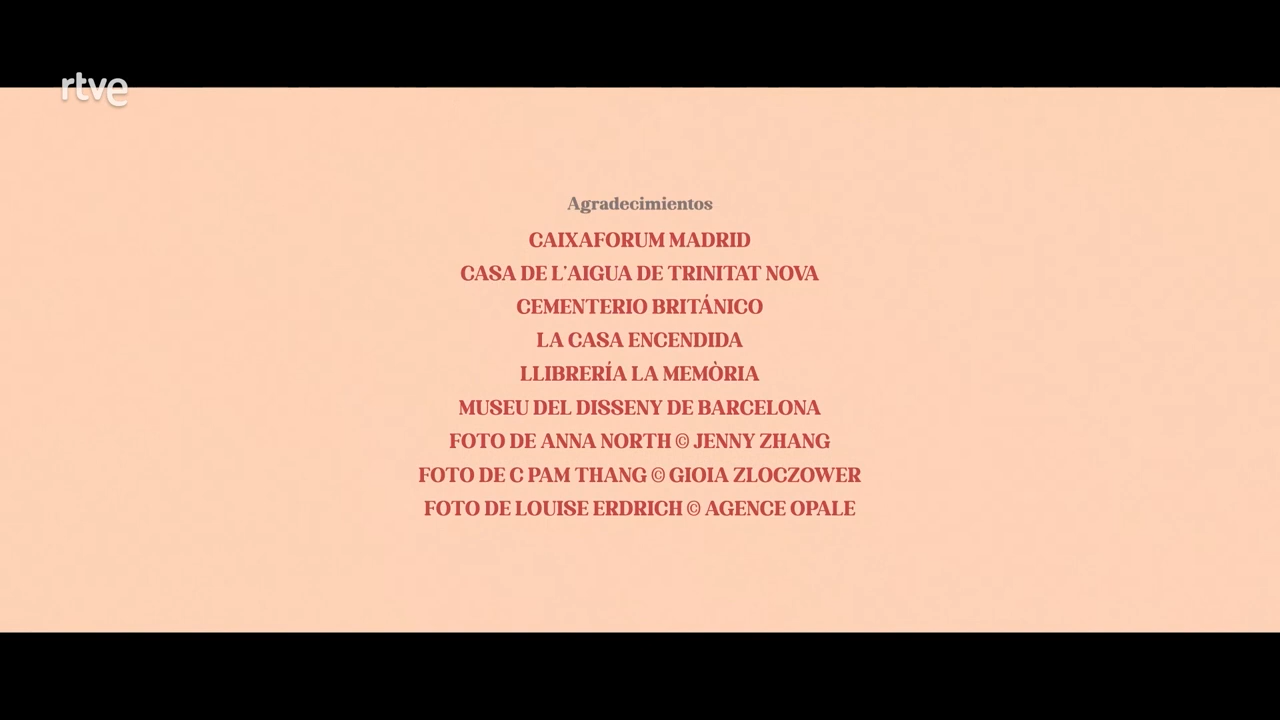 rtve
Agradecimientos
CAIXAFORUM MADRID
CASA DE L'AIGUA DE TRINITAT NOVA
CEMENTERIO BRITÁNICO
LA CASA ENCENDIDA
LLIBRERÍA LA MEMÒRIA
MUSEU DEL DISSENY DE BARCELONA
FOTO DE ANNA NORTH © JENNY ZHANG
FOTO DE C PAM THANG © GIOIA ZLOCZOWER
FOTO DE LOUISE ERDRICH © AGENCE OPALE